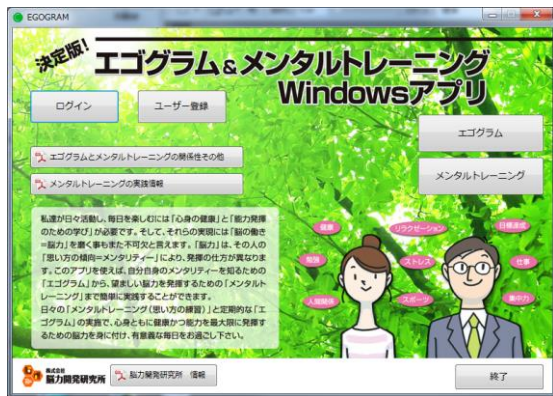 EGOGRAM
決定版!
エゴグラム&メンタルトレーニング
Windowsアプリ
ログイン
ユーザー登録
エゴグラム
エゴグラムとメンタルトレーニングの関係性その他
メンタルトレーニング
メンタルトレーニングの実践情報
私達が日々活動し、毎日を楽しむには「心身の健康」と「能力発揮
のための学び」が必要です。そして、それらの実現には「脳の働き
=脳力」を磨く事もまた不可欠と言えます。「脳力」は、その人の
「思い方の傾向=メンタリティー」により、発揮の仕方が異なりま
す。このアプリを使えば、自分自身のメンタリティーを知るための
「エゴグラム」から、望ましい脳力を発揮するための「メンタルト
レーニング」まで簡単に実践することができます。
日々の「メンタルトレーニング(思い方の練習)」と定期的な「エ
ゴグラム」の実施で、心身ともに健康かつ能力を最大限に発揮す
るための脳力を身に付け、有意義な毎日をお過ごし下さい。
健康
リラクゼーション
目標達成
勉強
ストレス
仕事
人間関係
スポーツ
集中力
株式会社
脳力開発研究所
脳力開発研究所 情報
終了